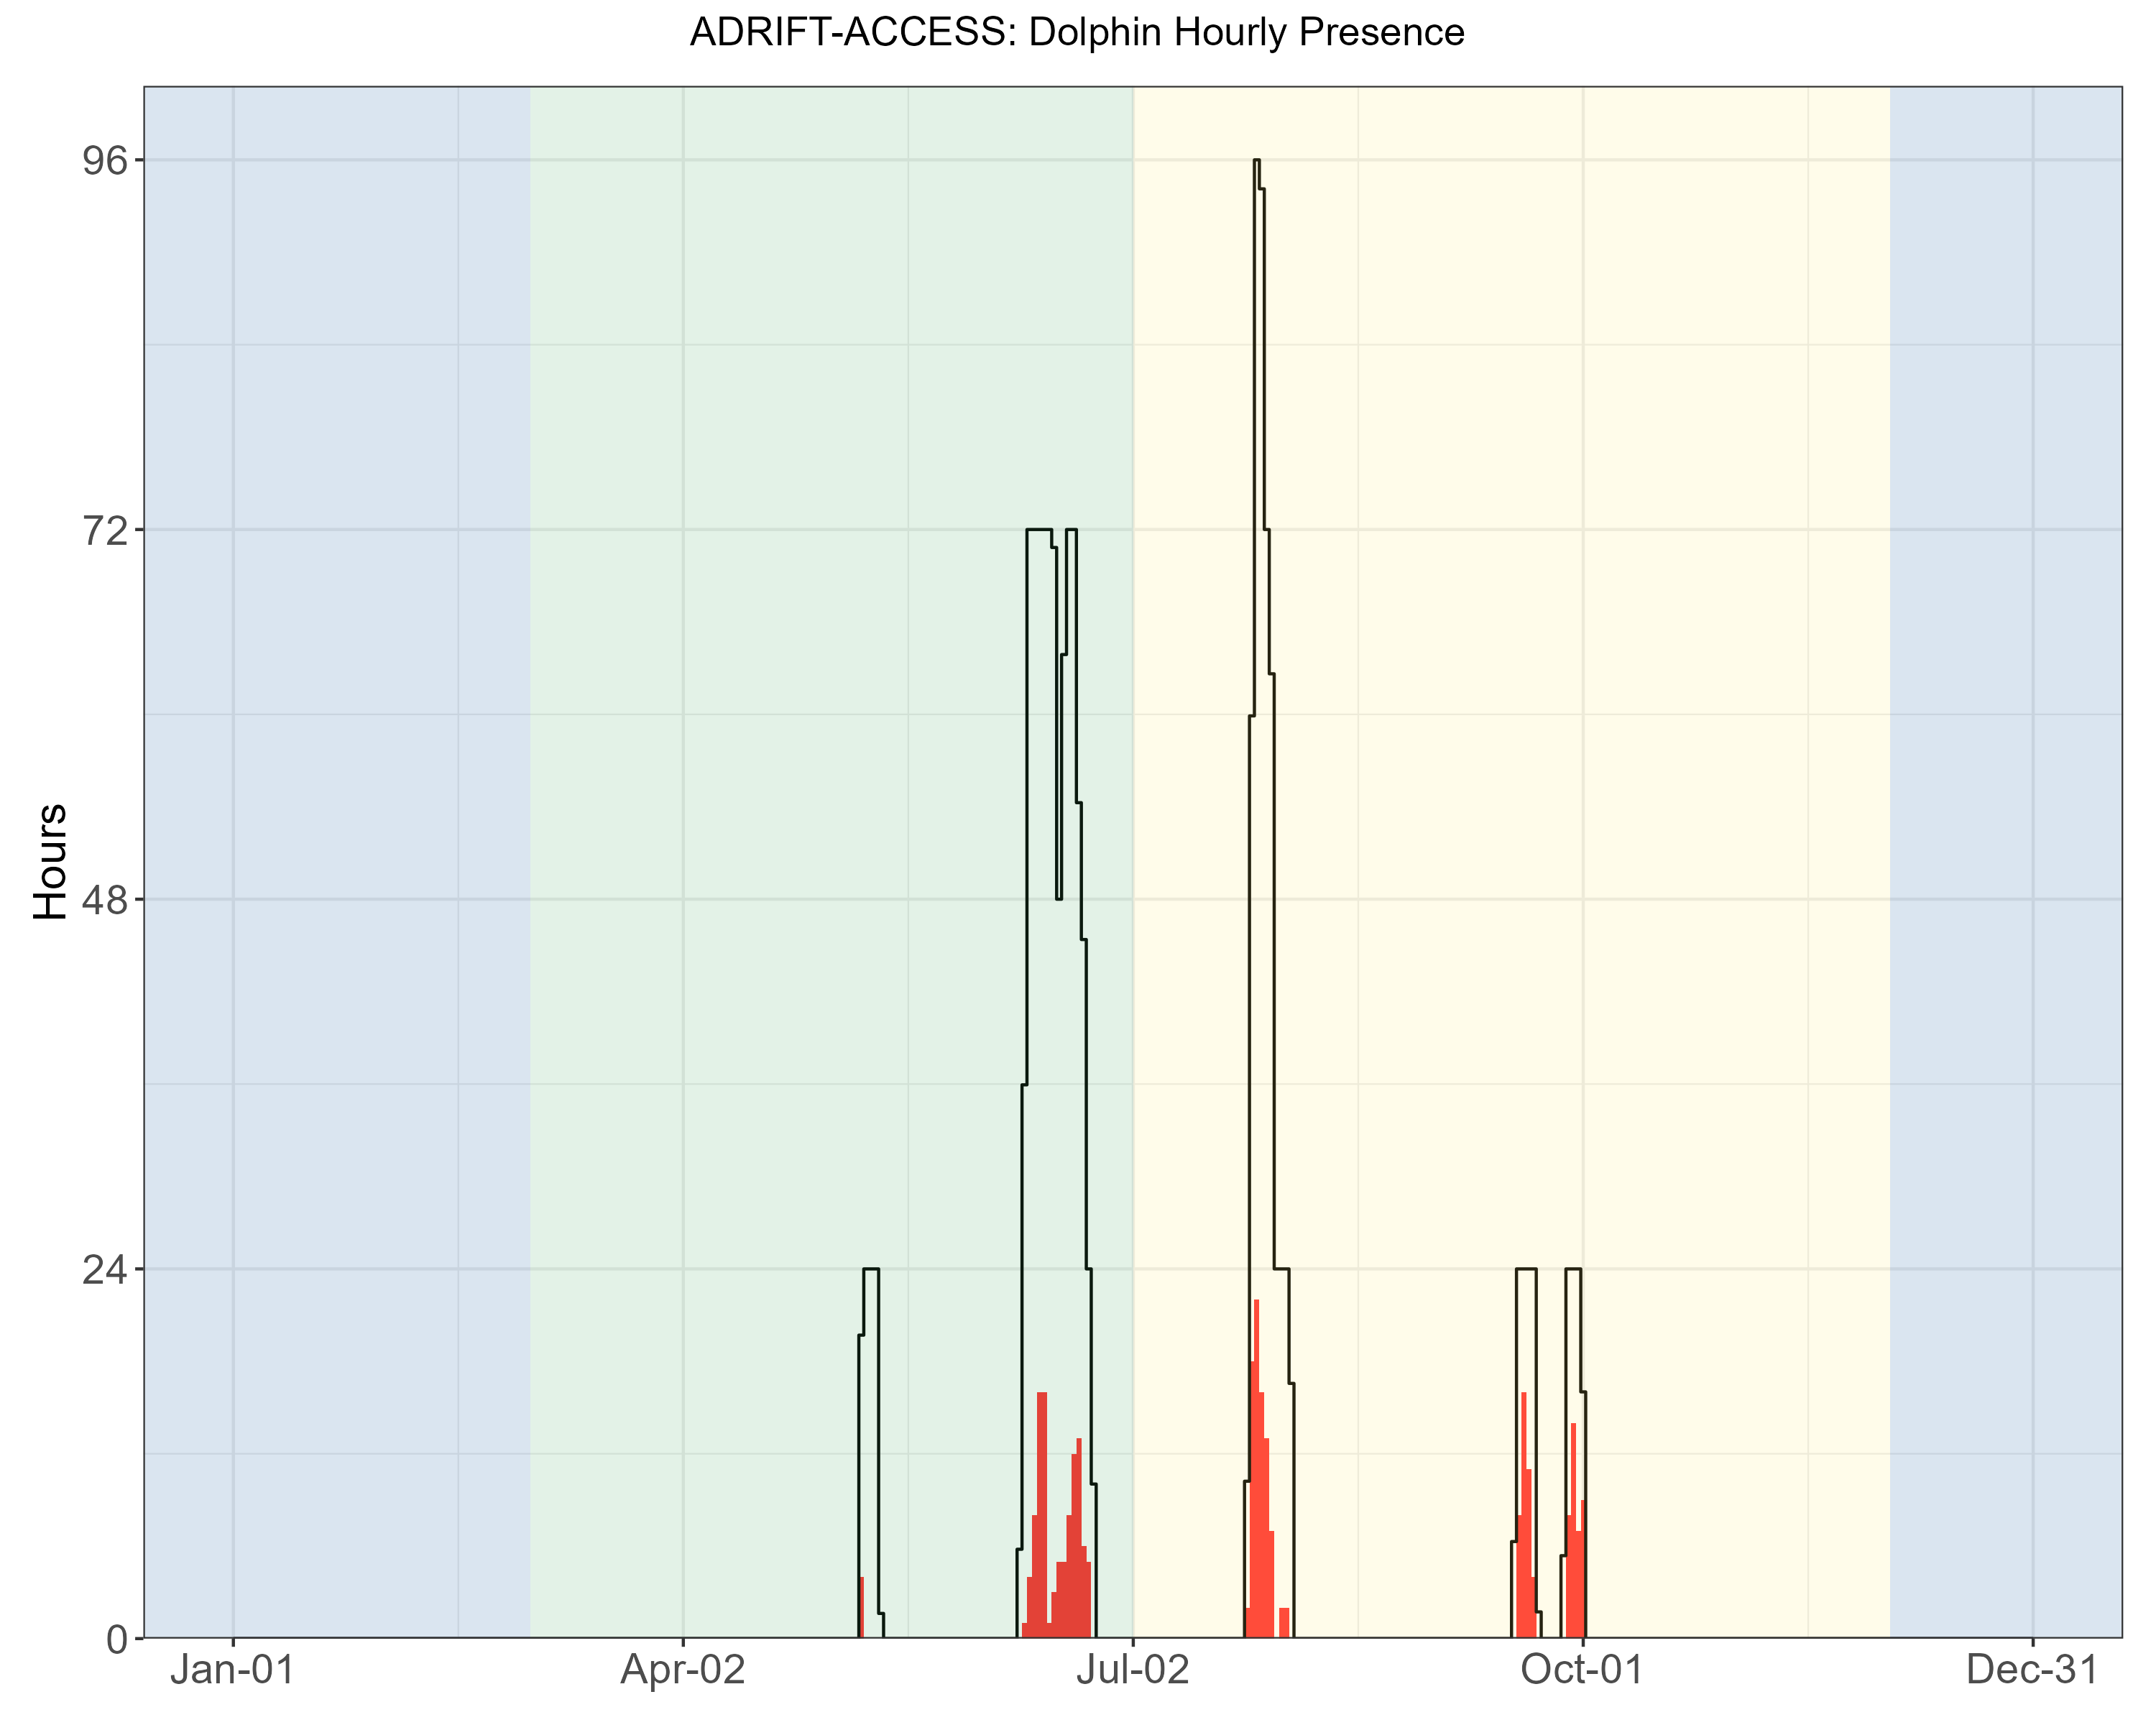 ADRIFT-ACCESS: Dolphin Hourly Presence
96
72
48
24
0
Hours
Jan-01
Apr-02
Jul-02
Oct-01
Dec-31